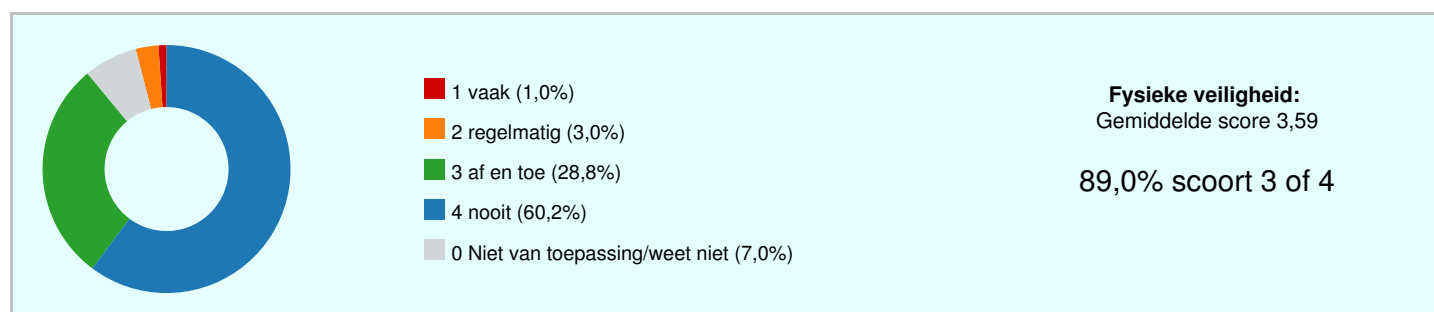 1 vaak (1,0%)
2 regelmatig (3,0%)
3 af en toe (28,8%)
4 nooit (60,2%)
0 Niet van toepassing/weet niet (7,0%)
Fysieke veiligheid:
Gemiddelde score 3,59
89,0% scoort 3 of 4